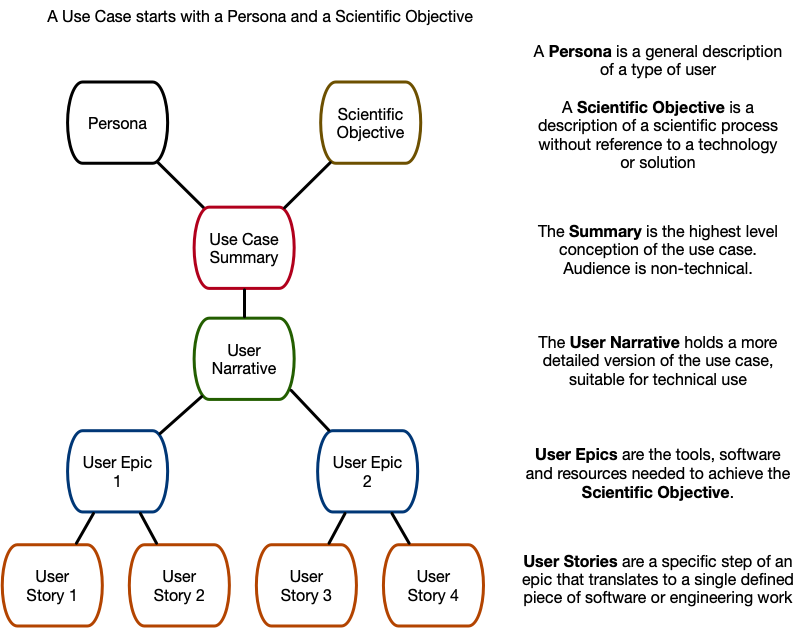 A Use Case starts with a Persona and a Scientific Objective
A Persona is a general description
of a type of user
Persona
Scientific
Objective
A Scientific Objective is a
description of a scientific process
without reference to a technology
or solution
Use Case
Summary
The Summary is the highest level
conception of the use case.
Audience is non-technical.
User
Narrative
The User Narrative holds a more
detailed version of the use case,
suitable for technical use
User Epic
1
User Epic
2
User Epics are the tools, software
and resources needed to achieve the
Scientific Objective.
User
Story 1
User
Story 2
User
Story 3
User
Story 4
User Stories are a specific step of an
epic that translates to a single defined
piece of software or engineering work